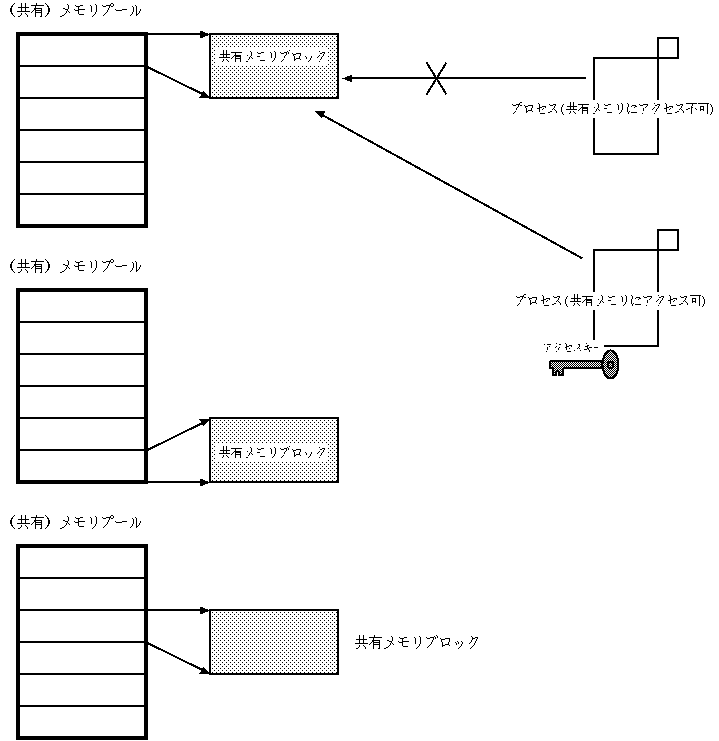 (共有) メモリプール
共有メモリブロック
プロセス(共有メモリにアクセス不可)
(共有) メモリプール
プロセス(共有メモリにアクセス可)
アクセスキー
共有メモリブロック
(共有) メモリプール
共有メモリブロック